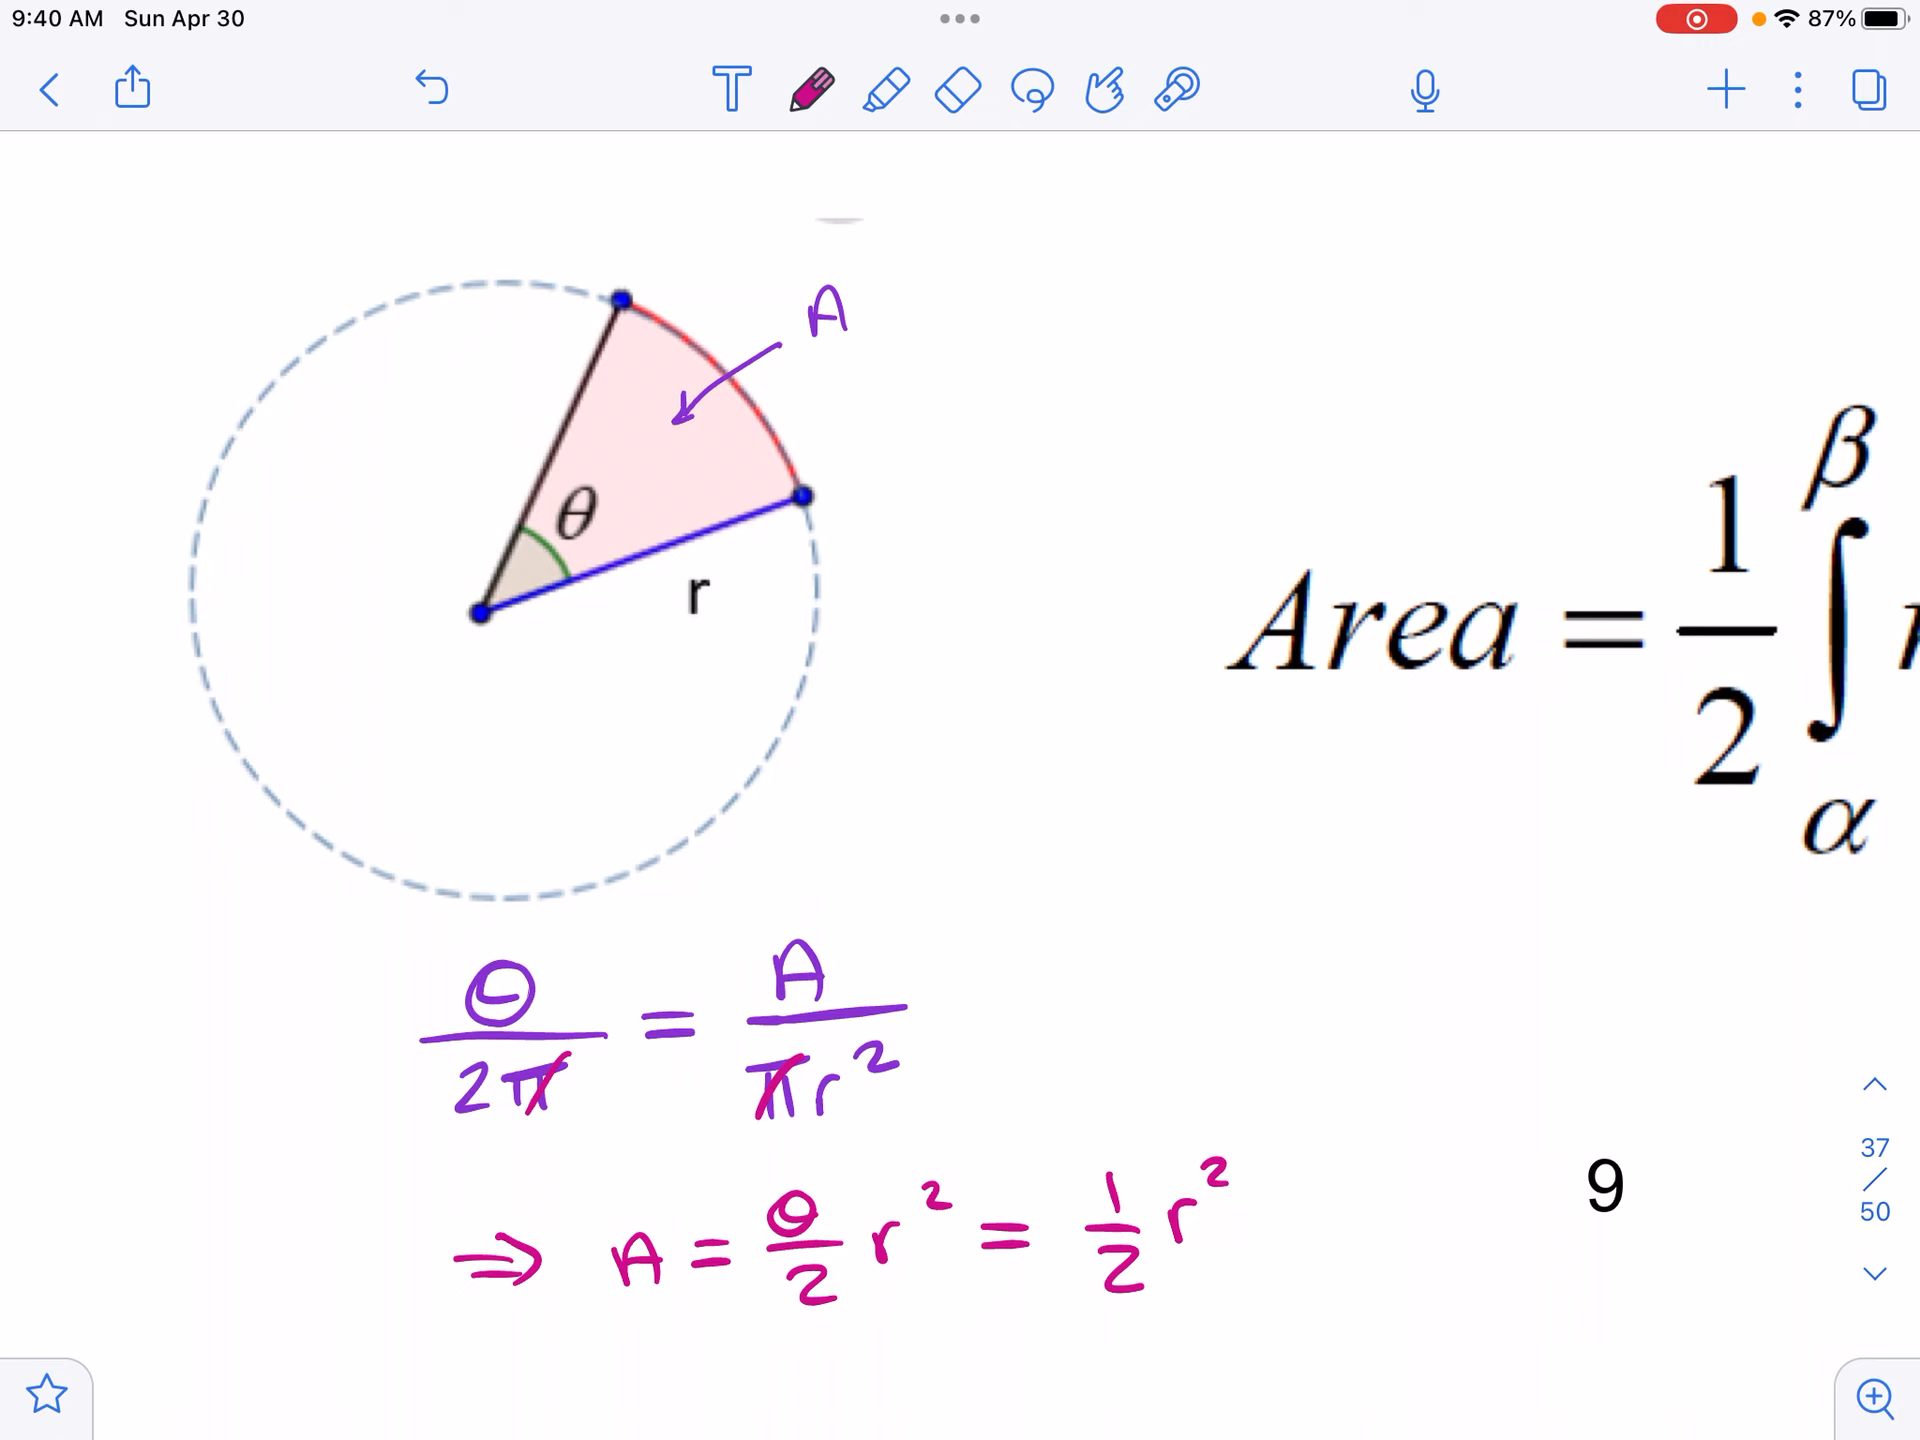 9:40 AM Sun Apr 30
87%
A
θ
r
Area = 1/2 ∫
β
α
θ/2π = A/πr²
⇒ A = θ/2 r² = 1/2 r²
9
37
/
50